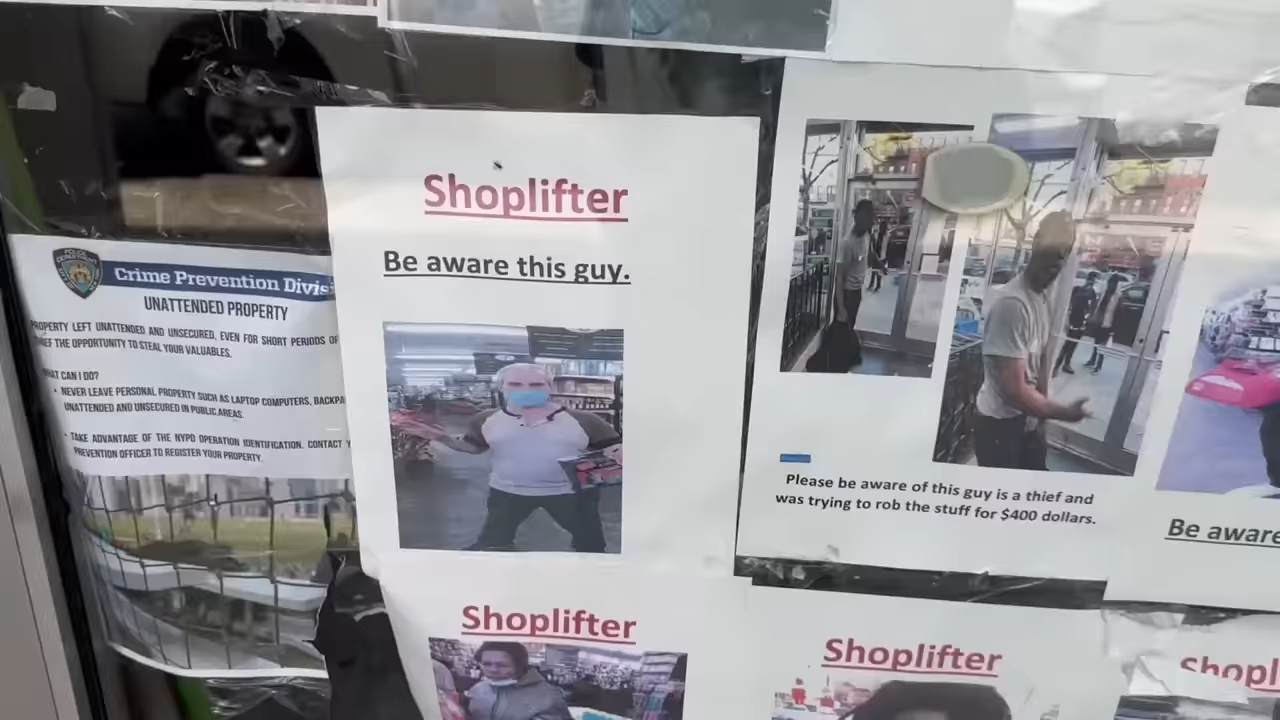 Crime Prevention Divis
UNATTENDED PROPERTY
PROPERTY LEFT UNATTENDED AND UNSECURED, EVEN FOR SHORT PERIODS OF
THE OPPORTUNITY TO STEAL YOUR VALUABLES.
WHAT CAN I DO?
• NEVER LEAVE PERSONAL PROPERTY SUCH AS LAPTOP COMPUTERS, BACKPA
UNATTENDED AND UNSECURED IN PUBLIC AREAS.
• TAKE ADVANTAGE OF THE NYPD OPERATION IDENTIFICATION. CONTACT Y
PREVENTION OFFICER TO REGISTER YOUR PROPERTY.
Shoplifter
Be aware this guy.
Please be aware of this guy is a thief and
was trying to rob the stuff for $400 dollars.
Be aware
Shoplifter
Shoplifter
Shopl